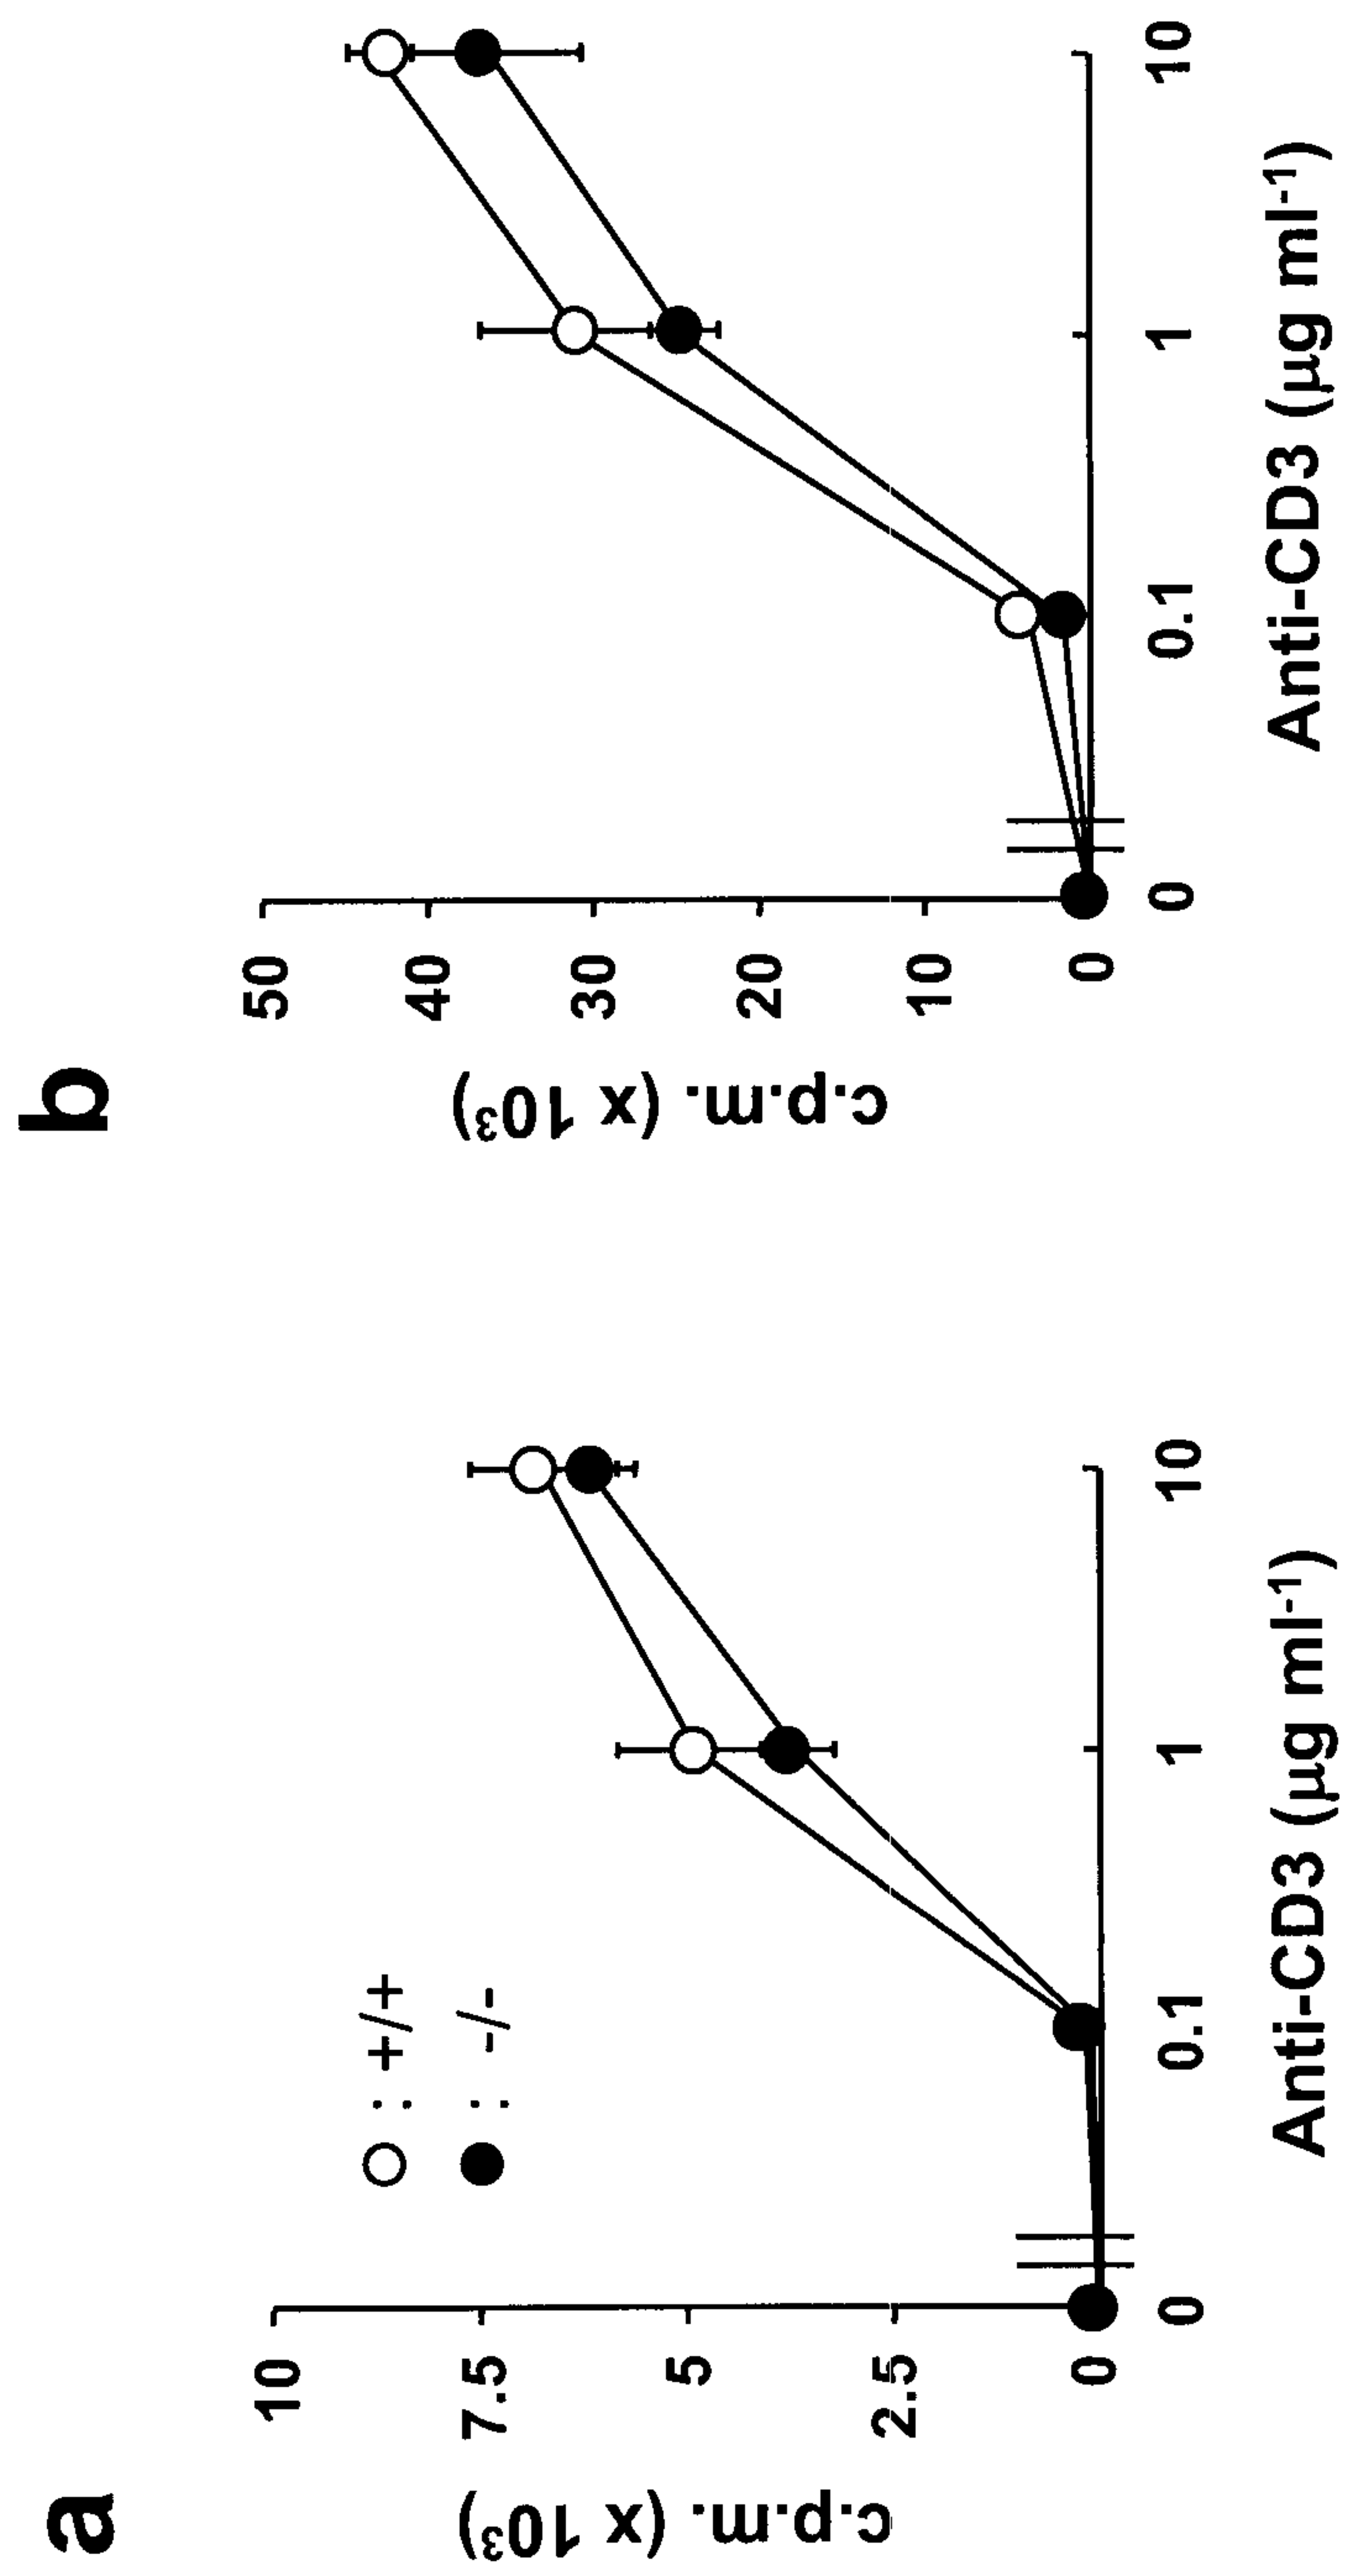 a
c.p.m. (x 10³)
10
7.5
5
2.5
0
○ : +/+
● : -/-
0 0.1 1 10
Anti-CD3 (µg ml⁻¹)
b
c.p.m. (x 10³)
50
40
30
20
10
0
0 0.1 1 10
Anti-CD3 (µg ml⁻¹)